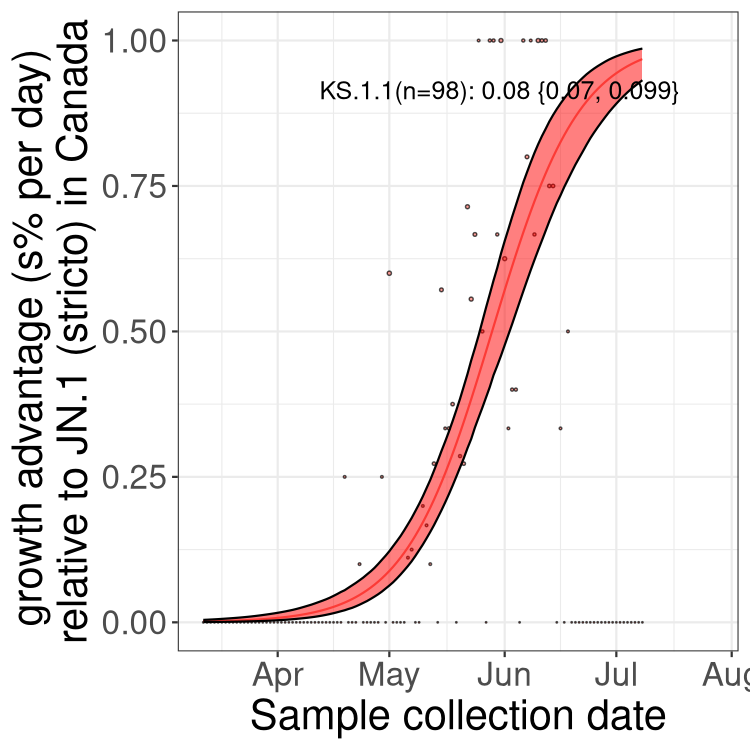 growth advantage (s% per day)
relative to JN.1 (stricto) in Canada
1.00
0.75
0.50
0.25
0.00
KS.1.1(n=98): 0.08 {0.07, 0.099}
Apr May Jun Jul Aug
Sample collection date